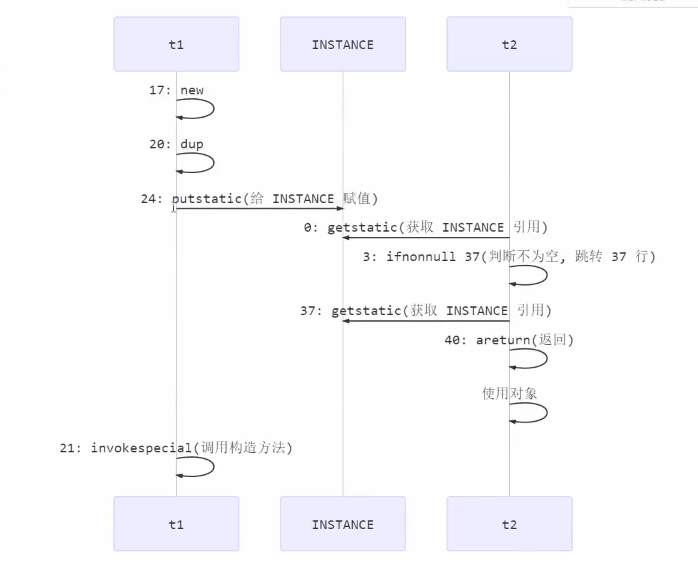 t1
INSTANCE
t2
17: new
20: dup
24: putstatic(给 INSTANCE 赋值)
0: getstatic(获取 INSTANCE 引用)
3: ifnonnull 37(判断不为空, 跳转 37 行)
37: getstatic(获取 INSTANCE 引用)
40: areturn(返回)
使用对象
21: invokespecial(调用构造方法)
t1
INSTANCE
t2